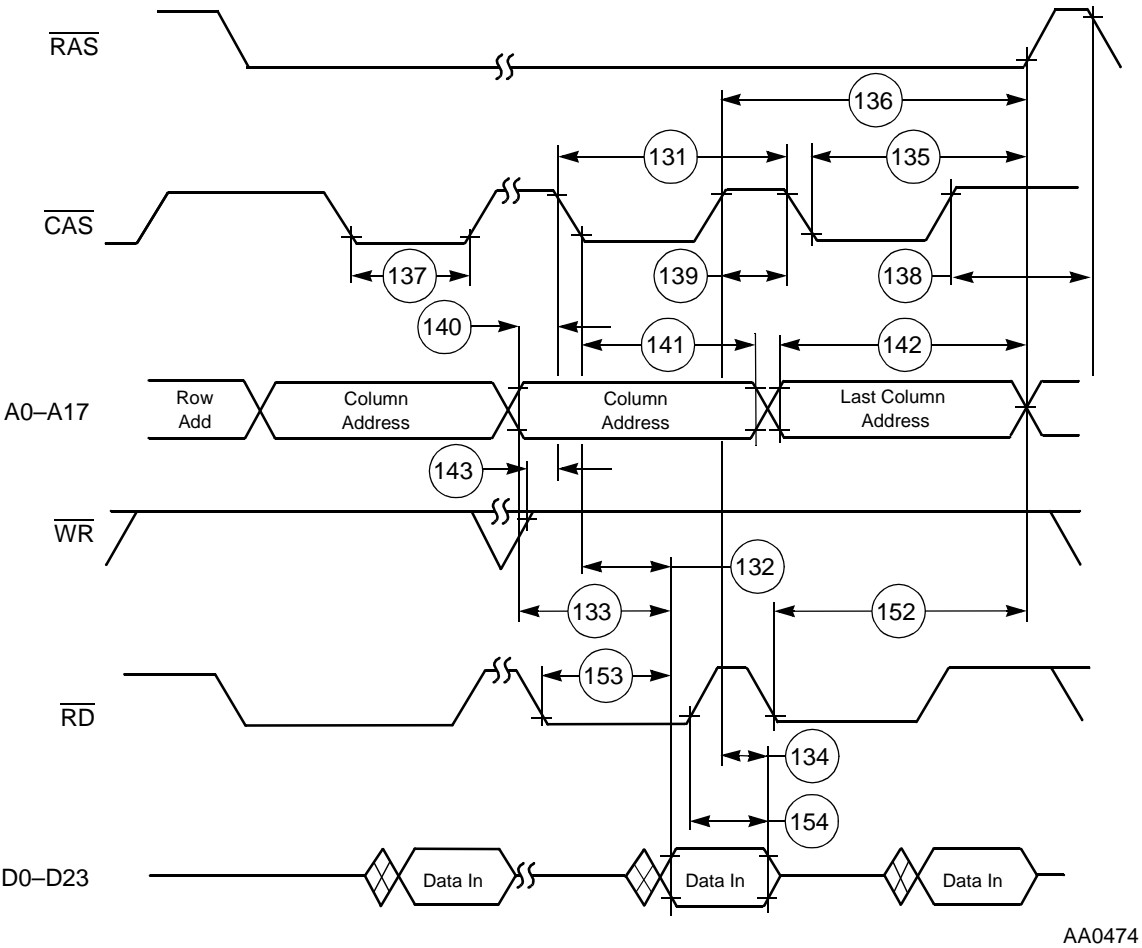 RAS
136
131
135
CAS
137
139
138
140
141
142
A0–A17
Row
Add
Column
Address
Column
Address
Last Column
Address
143
WR
132
133
152
153
RD
134
154
D0–D23
Data In
Data In
Data In
AA0474